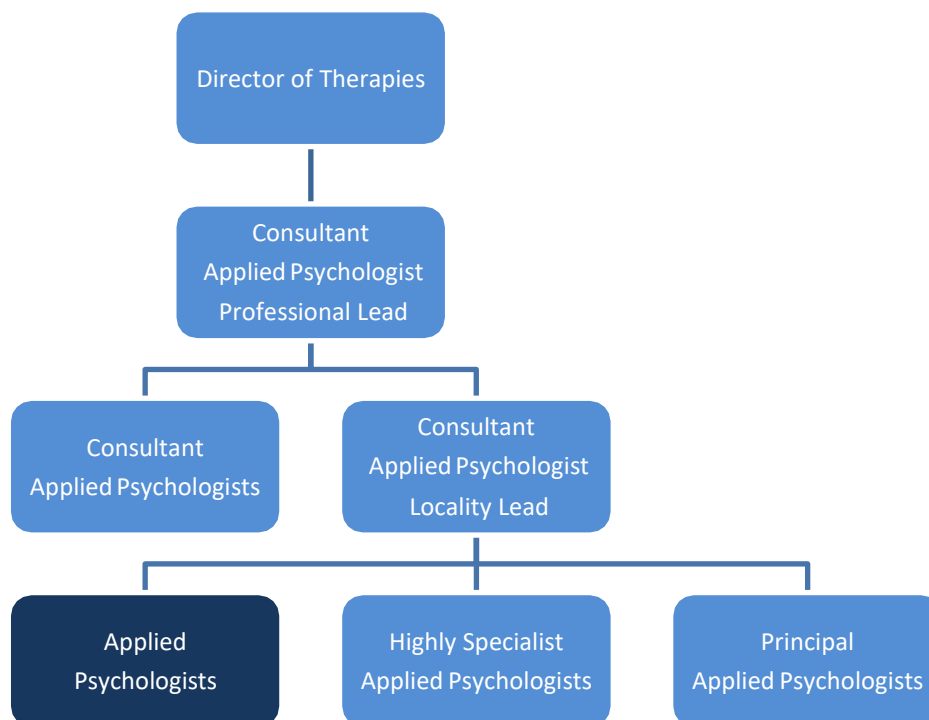 Director of Therapies
Consultant
Applied Psychologist
Professional Lead
Consultant
Applied Psychologists
Consultant
Applied Psychologist
Locality Lead
Applied
Psychologists
Highly Specialist
Applied Psychologists
Principal
Applied Psychologists